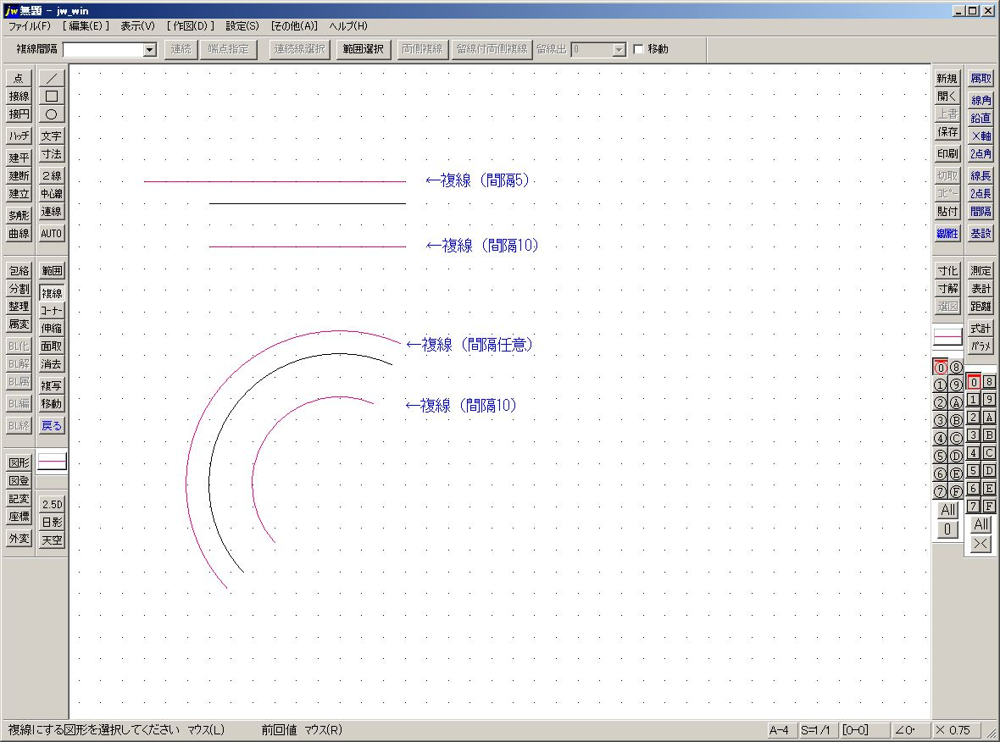 jw 無題 - jw_win
ファイル(F) [編集(E)] 表示(V) [作図(D)] 設定(S) [その他(A)] ヘルプ(H)
複線間隔 連続 端点指定 連続線選択 範囲選択 両側複線 留線付両側複線 留線出 0 移動
点 ／
接線 □
接円 ○
ハッチ 文字
建平 寸法
建断 2線
建立 中心線
多角形 連線
曲線 AUTO
包絡 範囲
分割 複線
整理 コーナー
属変 伸縮
BL化 面取
BL解 消去
BL属 複写
BL編 移動
BL終 戻る
図形
図登
記変 2.5D
座標 日影
外変 天空
←複線（間隔5）
←複線（間隔10）
←複線（間隔任意）
←複線（間隔10）
新規 属取
開く 線角
上書 鉛直
保存 X軸
印刷 2点角
切取 線長
コピー 2点長
貼付 間隔
線属性 基設
寸化 測定
寸解 表計
選図 距離
式計
パラメ
0 8 0 8
1 9 1 9
2 A 2 A
3 B 3 B
4 C 4 C
5 D 5 D
6 E 6 E
7 F 7 F
All All
0 ×
複線にする図形を選択してください マウス(L) 前回値 マウス(R) A-4 S=1/1 [0-0] ∠0° × 0.75